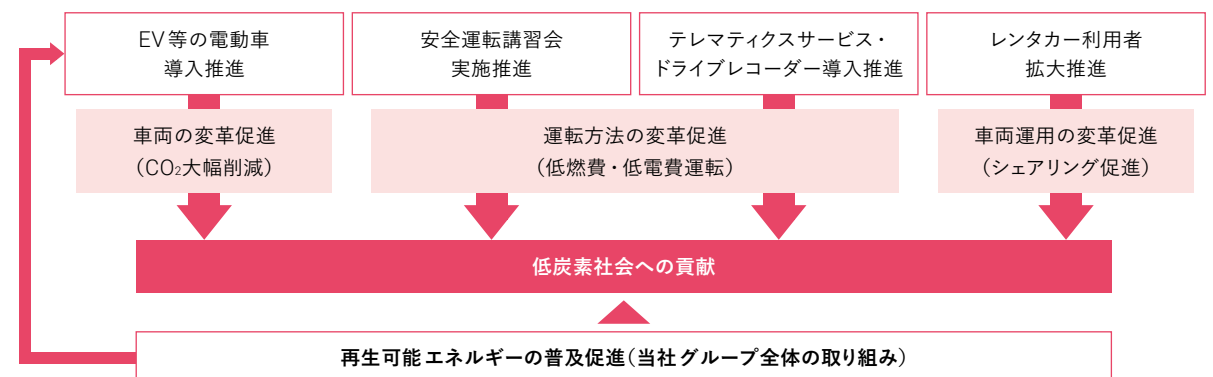 EV等の電動車
導入推進
安全運転講習会
実施推進
テレマティクスサービス・
ドライブレコーダー導入推進
レンタカー利用者
拡大推進
車両の変革促進
（CO₂大幅削減）
運転方法の変革促進
（低燃費・低電費運転）
車両運用の変革促進
（シェアリング促進）
低炭素社会への貢献
再生可能エネルギーの普及促進（当社グループ全体の取り組み）